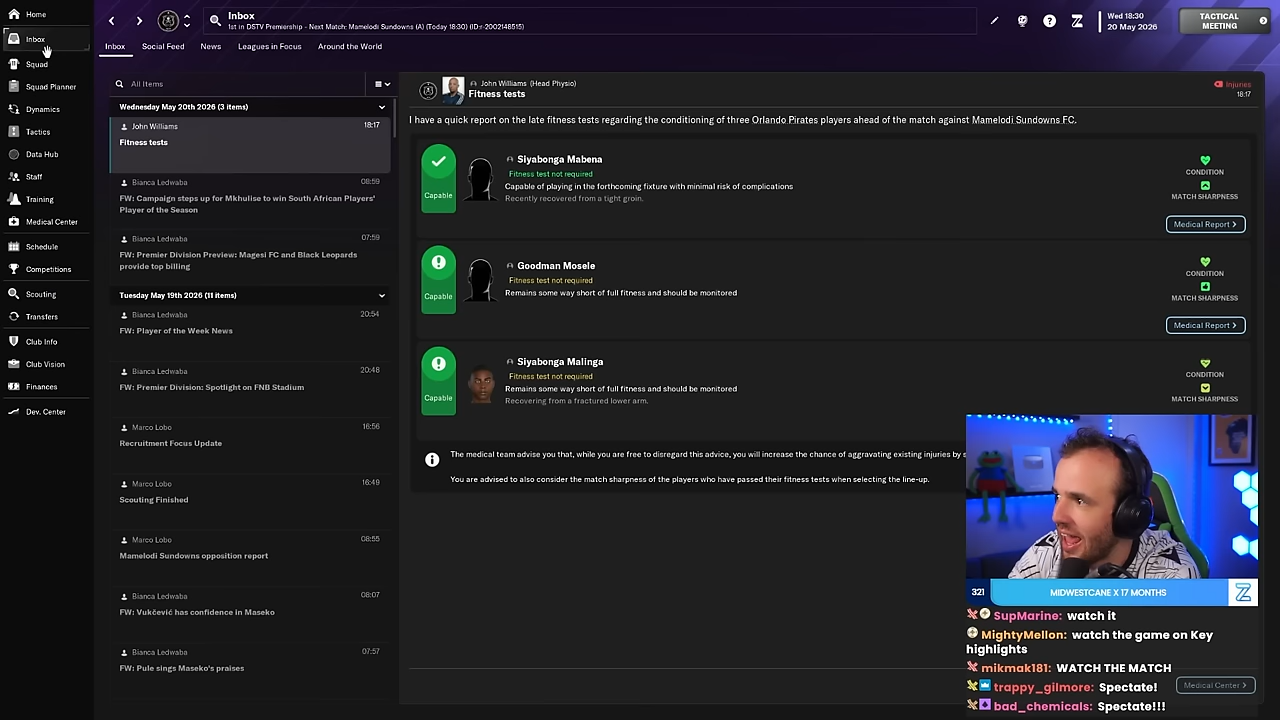 Home
Inbox
Squad
Squad Planner
Dynamics
Tactics
Data Hub
Staff
Training
Medical Center
Schedule
Competitions
Scouting
Transfers
Club Info
Club Vision
Finances
Dev. Center
Inbox
1st in DSTV Premiership - Next Match: Mamelodi Sundowns (A) (Today 18:30) (ID:-2002146515)
Wed 18:30
20 May 2026
TACTICAL
MEETING
Inbox
Social Feed
News
Leagues in Focus
Around the World
All Items
Wednesday May 20th 2026 (3 items)
John Williams
18:17
Fitness tests
Bianca Ledwaba
08:59
FW: Campaign steps up for Mkhulise to win South African Players'
Player of the Season
Bianca Ledwaba
07:59
FW: Premier Division Preview: Magesi FC and Black Leopards
provide top billing
Tuesday May 19th 2026 (11 items)
Bianca Ledwaba
20:54
FW: Player of the Week News
Bianca Ledwaba
20:48
FW: Premier Division: Spotlight on FNB Stadium
Marco Lobo
16:56
Recruitment Focus Update
Marco Lobo
16:49
Scouting Finished
Marco Lobo
08:55
Mamelodi Sundowns opposition report
Bianca Ledwaba
08:07
FW: Vukčević has confidence in Maseko
Bianca Ledwaba
07:57
FW: Pule sings Maseko's praises
John Williams (Head Physio)
Fitness tests
Injuries
18:17
I have a quick report on the late fitness tests regarding the conditioning of three Orlando Pirates players ahead of the match against Mamelodi Sundowns FC.
Capable
Siyabonga Mabena
Fitness test not required
Capable of playing in the forthcoming fixture with minimal risk of complications
Recently recovered from a tight groin.
CONDITION
MATCH SHARPNESS
Medical Report
Capable
Goodman Mosele
Fitness test not required
Remains some way short of full fitness and should be monitored
CONDITION
MATCH SHARPNESS
Medical Report
Capable
Siyabonga Malinga
Fitness test not required
Remains some way short of full fitness and should be monitored
Recovering from a fractured lower arm.
CONDITION
MATCH SHARPNESS
The medical team advise you that, while you are free to disregard this advice, you will increase the chance of aggravating existing injuries by
You are advised to also consider the match sharpness of the players who have passed their fitness tests when selecting the line-up.
321
MIDWESTCANE X 17 MONTHS
Z
SupMarine: watch it
MightyMellon: watch the game on Key
highlights
mikmak181: WATCH THE MATCH
trappy_gilmore: Spectate!
bad_chemicals: Spectate!!!
Medical Center